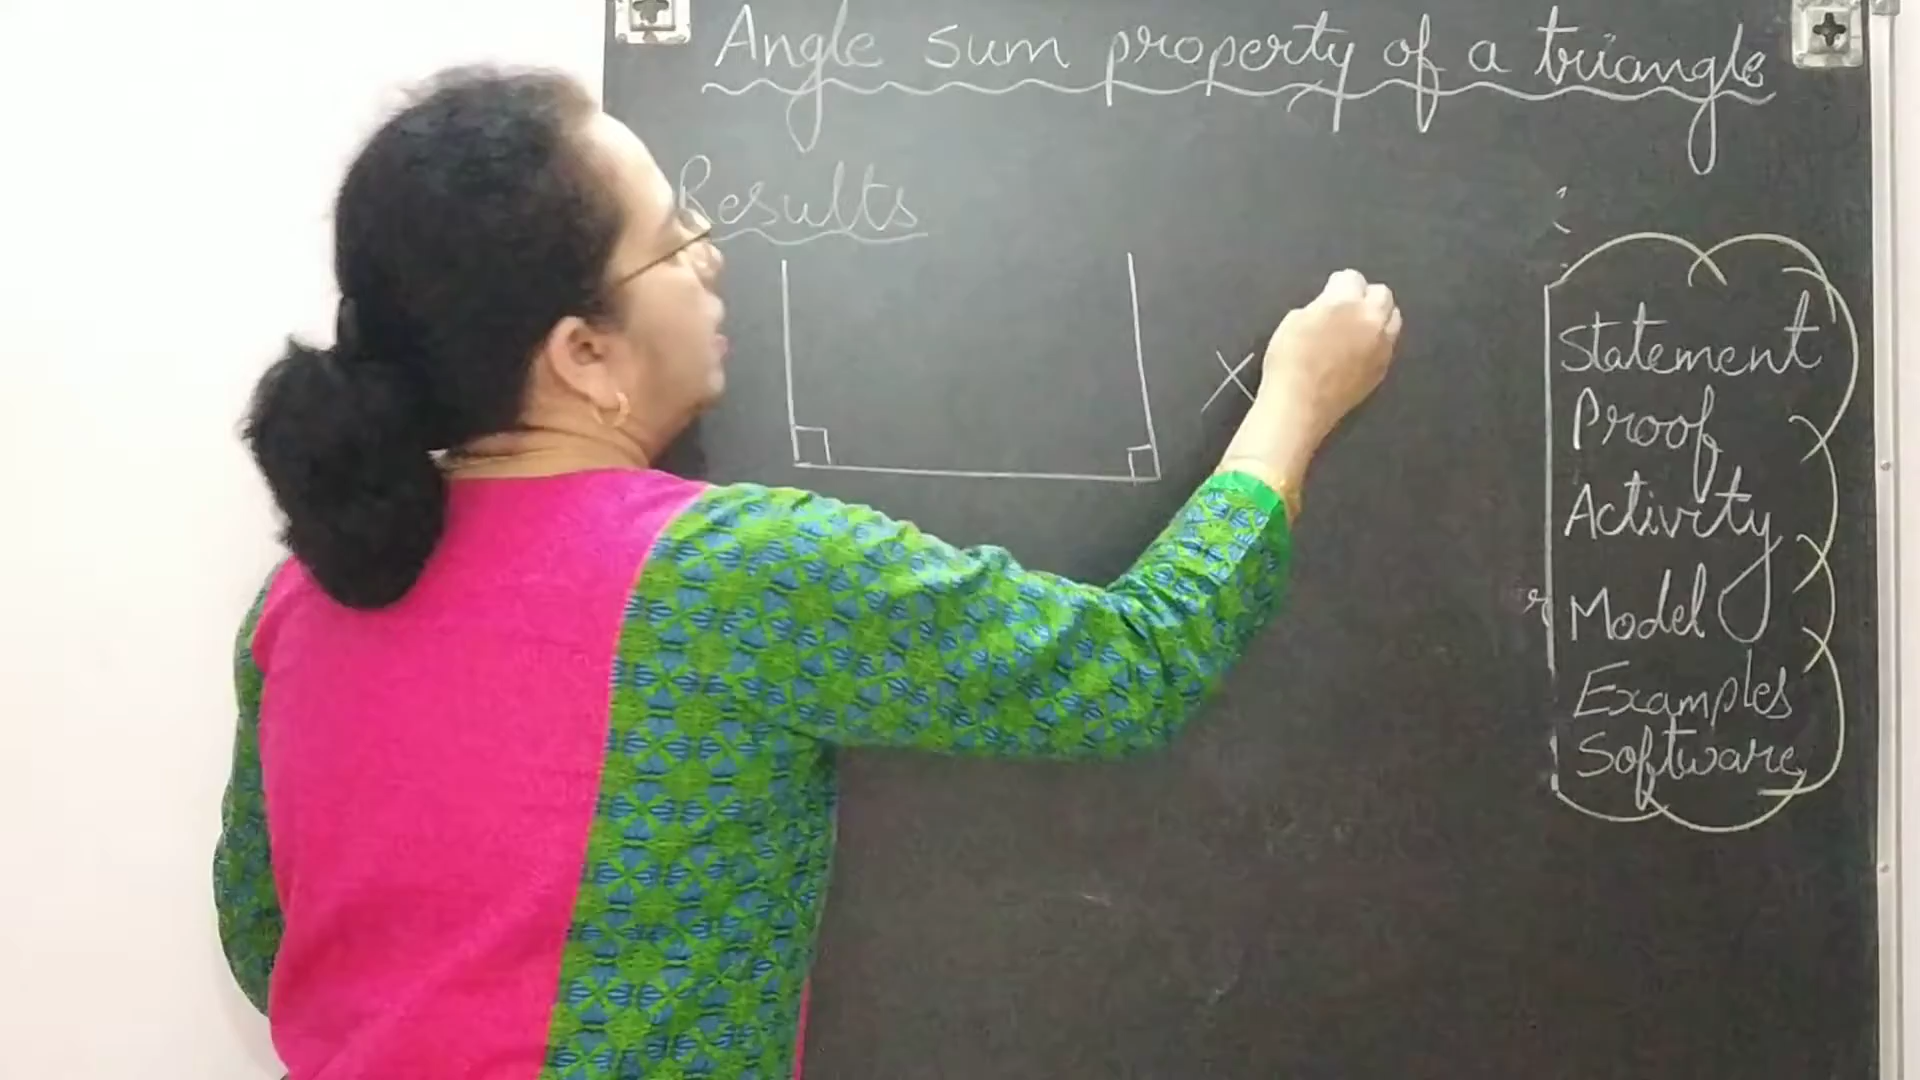 Angle sum property of a triangle
Results
X
Statement
Proof
Activity
Model
Examples
Software